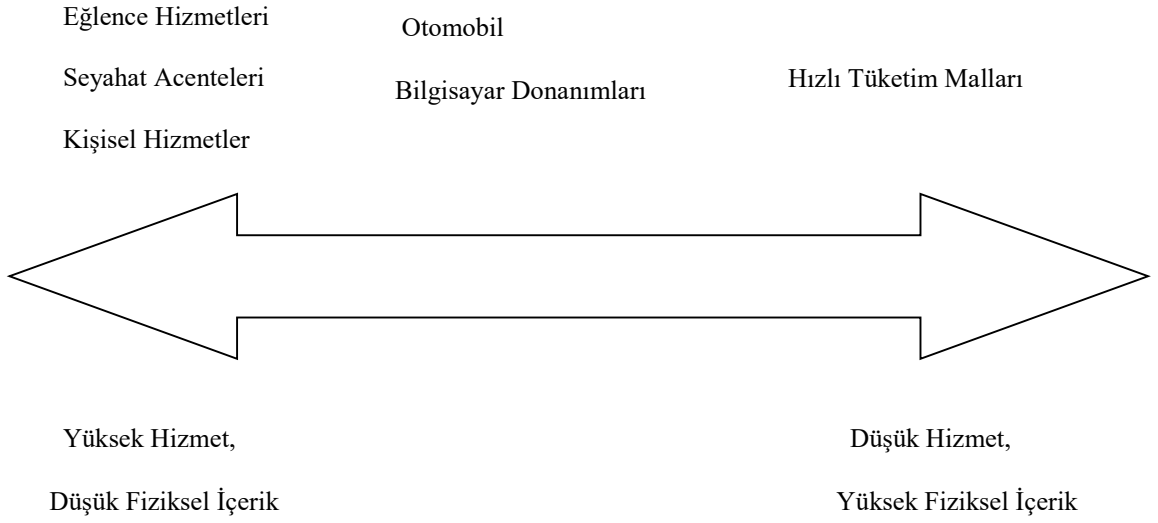 Eğlence Hizmetleri
Seyahat Acenteleri
Kişisel Hizmetler
Otomobil
Bilgisayar Donanımları
Hızlı Tüketim Malları
Yüksek Hizmet,
Düşük Fiziksel İçerik
Düşük Hizmet,
Yüksek Fiziksel İçerik